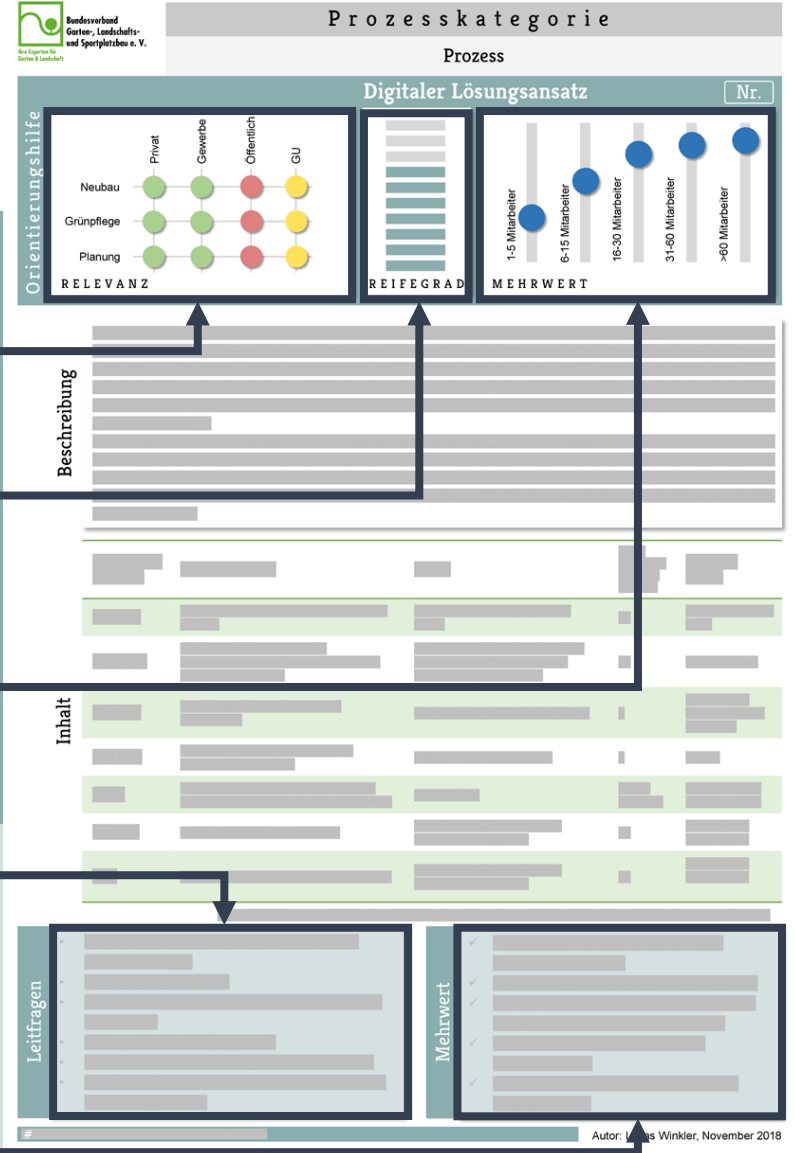 Bundesverband
Garten-, Landschafts-
und Sportplatzbau e. V.
Ihre Experten für
Garten & Landschaft
Prozesskategorie
Prozess
Digitaler Lösungsansatz
Nr.
Orientierungshilfe
Privat
Gewerbe
Öffentlich
GU
Neubau
Grünpflege
Planung
RELEVANZ
REIFEGRAD
1-5 Mitarbeiter
6-15 Mitarbeiter
16-30 Mitarbeiter
31-60 Mitarbeiter
>60 Mitarbeiter
MEHRWERT
Beschreibung
Inhalt
Leitfragen
Mehrwert
#
Autor: Winkler, November 2018